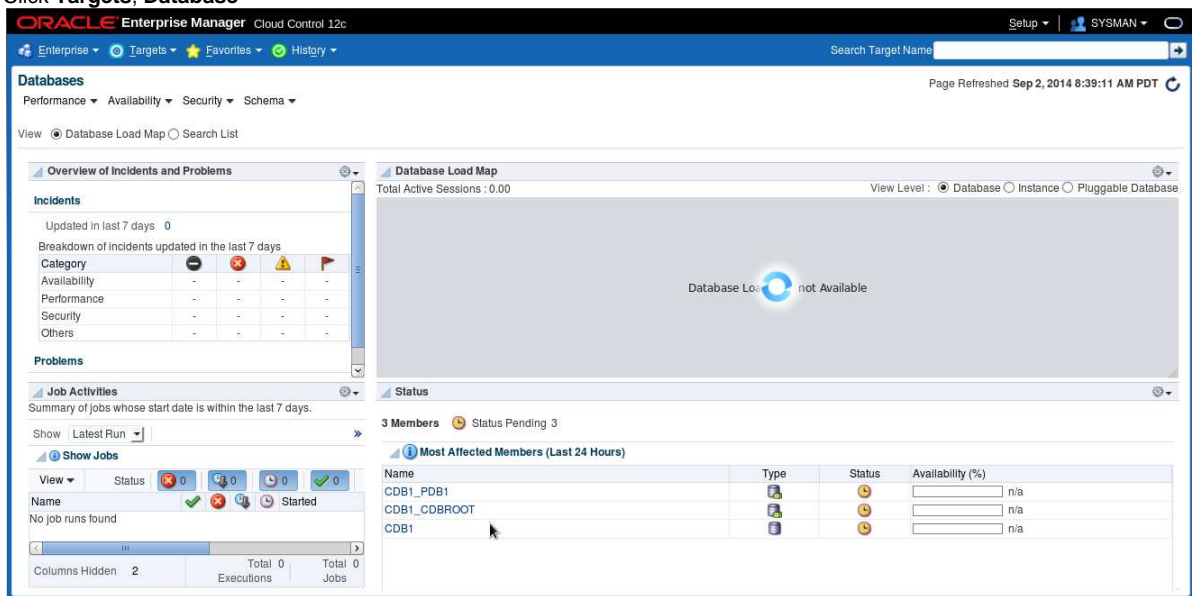 Click Targets, Database
ORACLE Enterprise Manager Cloud Control 12c
Setup SYSMAN
Enterprise Targets Favorites History
Search Target Name
Databases
Page Refreshed Sep 2, 2014 8:39:11 AM PDT
Performance Availability Security Schema
View Database Load Map Search List
Overview of Incidents and Problems
Incidents
Updated in last 7 days 0
Breakdown of incidents updated in the last 7 days
Category
Availability - - - -
Performance - - - -
Security - - - -
Others - - - -
Problems
Database Load Map
Total Active Sessions : 0.00
View Level : Database Instance Pluggable Database
Database Loa not Available
Job Activities
Summary of jobs whose start date is within the last 7 days.
Show Latest Run »
Show Jobs
View Status 0 0 0 0
Name Started
No job runs found
Columns Hidden 2
Total 0 Executions
Total 0 Jobs
Status
3 Members Status Pending 3
Most Affected Members (Last 24 Hours)
Name Type Status Availability (%)
CDB1_PDB1 n/a
CDB1_CDBROOT n/a
CDB1 n/a